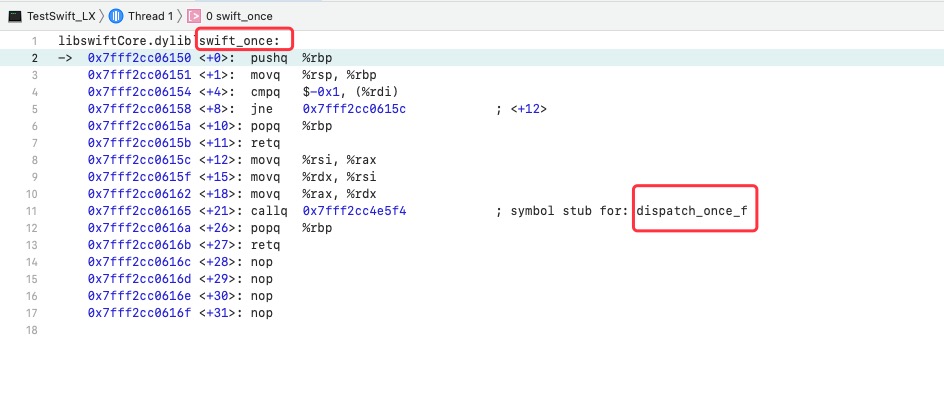 TestSwift_LX 〉 Thread 1 〉 0 swift_once
1 libswiftCore.dylib`swift_once:
2 -> 0x7fff2cc06150 <+0>: pushq %rbp
3 0x7fff2cc06151 <+1>: movq %rsp, %rbp
4 0x7fff2cc06154 <+4>: cmpq $-0x1, (%rdi)
5 0x7fff2cc06158 <+8>: jne 0x7fff2cc0615c ; <+12>
6 0x7fff2cc0615a <+10>: popq %rbp
7 0x7fff2cc0615b <+11>: retq
8 0x7fff2cc0615c <+12>: movq %rsi, %rax
9 0x7fff2cc0615f <+15>: movq %rdx, %rsi
10 0x7fff2cc06162 <+18>: movq %rax, %rdx
11 0x7fff2cc06165 <+21>: callq 0x7fff2cc4e5f4 ; symbol stub for: dispatch_once_f
12 0x7fff2cc0616a <+26>: popq %rbp
13 0x7fff2cc0616b <+27>: retq
14 0x7fff2cc0616c <+28>: nop
15 0x7fff2cc0616d <+29>: nop
16 0x7fff2cc0616e <+30>: nop
17 0x7fff2cc0616f <+31>: nop
18